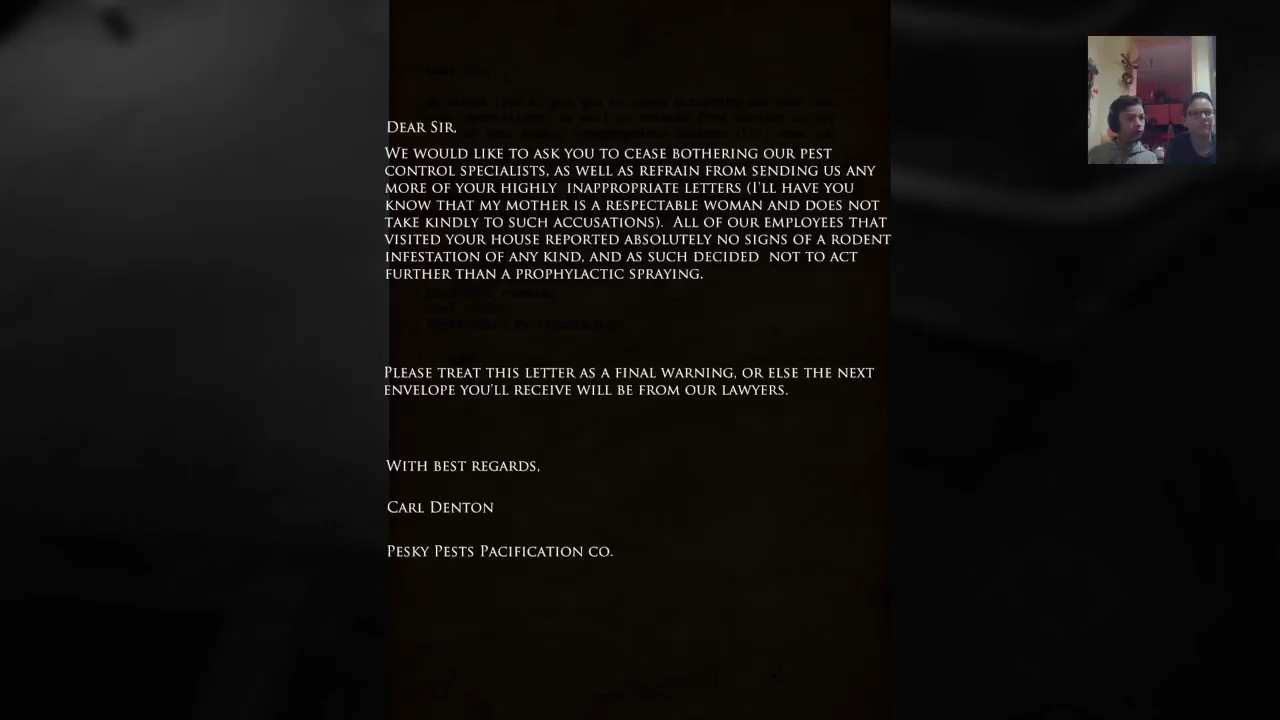 Dear Sir,
We would like to ask you to cease bothering our pest
control specialists, as well as refrain from sending us any
more of your highly  inappropriate letters (I'll have you
know that my mother is a respectable woman and does not
take kindly to such accusations).  All of our employees that
visited your house reported absolutely no signs of a rodent
infestation of any kind, and as such decided  not to act
further than a prophylactic spraying.
Please treat this letter as a final warning, or else the next
envelope you'll receive will be from our lawyers.
With best regards,
Carl Denton
Pesky Pests Pacification co.